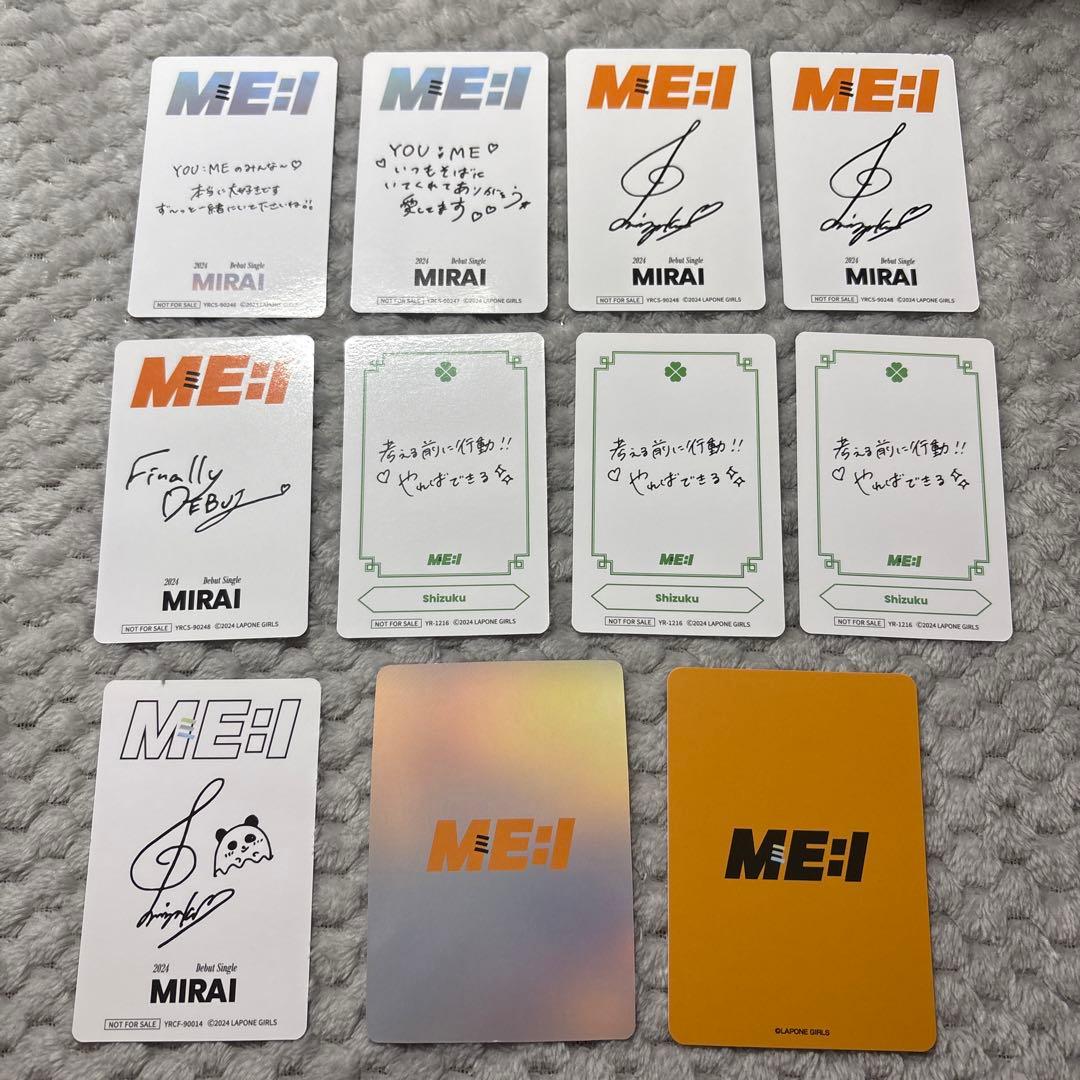 ME:I
YOU:MEのみんな〜♡
本当に大好きです
ず〜っと一緒にいてくださいね!!
2024 Debut Single
MIRAI
NOT FOR SALE YRCS-90246 ©2024 LAPONE GIRLS
ME:I
YOU:ME♡
♡いつもそばに
いてくれてありがとう
愛してます♡♡
2024 Debut Single
MIRAI
NOT FOR SALE YRCS-90247 ©2024 LAPONE GIRLS
ME:I
2024 Debut Single
MIRAI
NOT FOR SALE YRCS-90248 ©2024 LAPONE GIRLS
ME:I
2024 Debut Single
MIRAI
NOT FOR SALE YRCS-90248 ©2024 LAPONE GIRLS
ME:I
Finally
DEBUT♡
2024 Debut Single
MIRAI
NOT FOR SALE YRCS-90248 ©2024 LAPONE GIRLS
考える前に行動!!
♡やればできる
ME:I
Shizuku
NOT FOR SALE YR-1216 ©2024 LAPONE GIRLS
考える前に行動!!
♡やればできる
ME:I
Shizuku
NOT FOR SALE YR-1216 ©2024 LAPONE GIRLS
考える前に行動!!
♡やればできる
ME:I
Shizuku
NOT FOR SALE YR-1216 ©2024 LAPONE GIRLS
ME:I
2024 Debut Single
MIRAI
NOT FOR SALE YRCF-90014 ©2024 LAPONE GIRLS
ME:I
ME:I
©LAPONE GIRLS